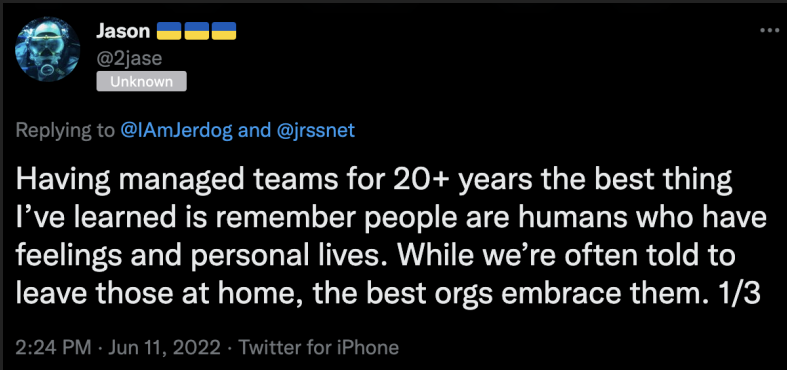 Jason 🇺🇦🇺🇦🇺🇦
@2jase
Unknown
Replying to @IAmJerdog and @jrssnet
Having managed teams for 20+ years the best thing
I’ve learned is remember people are humans who have
feelings and personal lives. While we’re often told to
leave those at home, the best orgs embrace them. 1/3
2:24 PM · Jun 11, 2022 · Twitter for iPhone